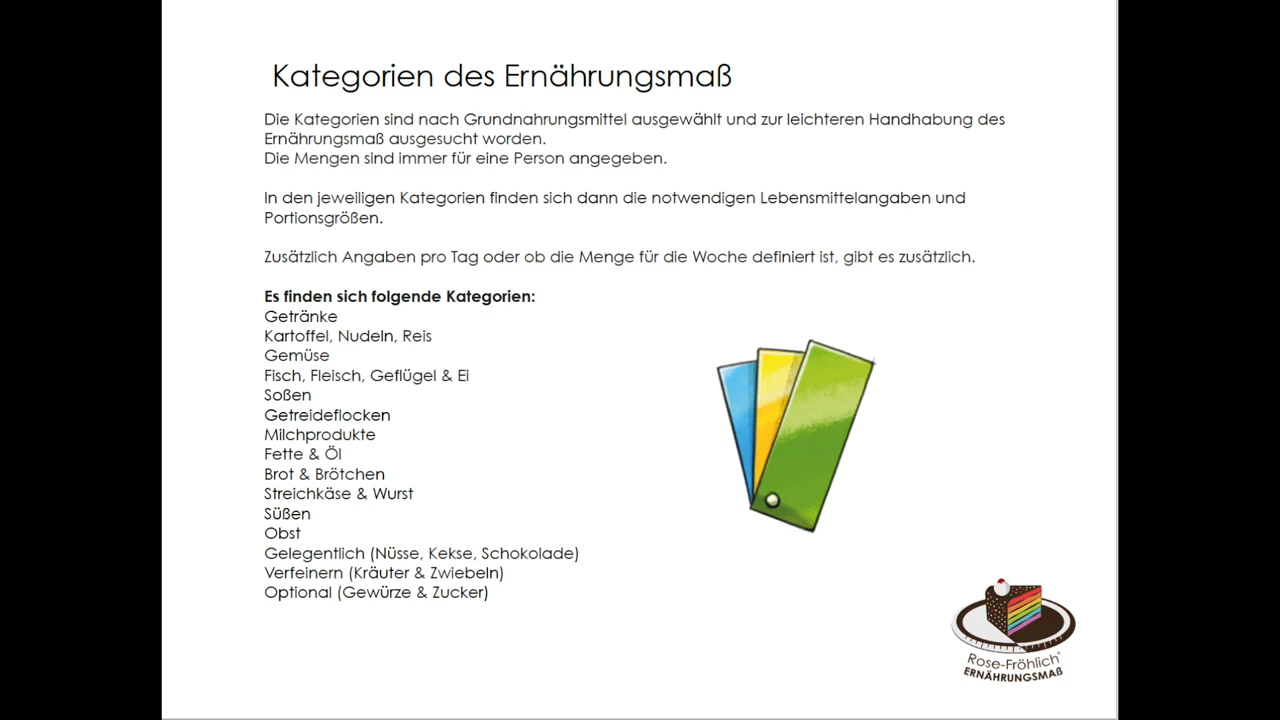 Kategorien des Ernährungsmaß
Die Kategorien sind nach Grundnahrungsmittel ausgewählt und zur leichteren Handhabung des
Ernährungsmaß ausgesucht worden.
Die Mengen sind immer für eine Person angegeben.
In den jeweiligen Kategorien finden sich dann die notwendigen Lebensmittelangaben und
Portionsgrößen.
Zusätzlich Angaben pro Tag oder ob die Menge für die Woche definiert ist, gibt es zusätzlich.
Es finden sich folgende Kategorien:
Getränke
Kartoffel, Nudeln, Reis
Gemüse
Fisch, Fleisch, Geflügel & Ei
Soßen
Getreideflocken
Milchprodukte
Fette & Öl
Brot & Brötchen
Streichkäse & Wurst
Süßen
Obst
Gelegentlich (Nüsse, Kekse, Schokolade)
Verfeinern (Kräuter & Zwiebeln)
Optional (Gewürze & Zucker)
Rose-Fröhlich®
ERNÄHRUNGSMAß